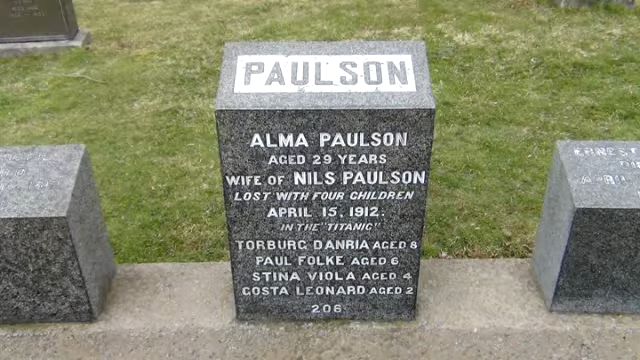 PAULSON
ALMA PAULSON
AGED 29 YEARS
WIFE OF NILS PAULSON
LOST WITH FOUR CHILDREN
APRIL 15, 1912.
IN THE "TITANIC"
TORBURG DANRIA AGED 8
PAUL FOLKE AGED 6
STINA VIOLA AGED 4
GOSTA LEONARD AGED 2
206
ERNEST